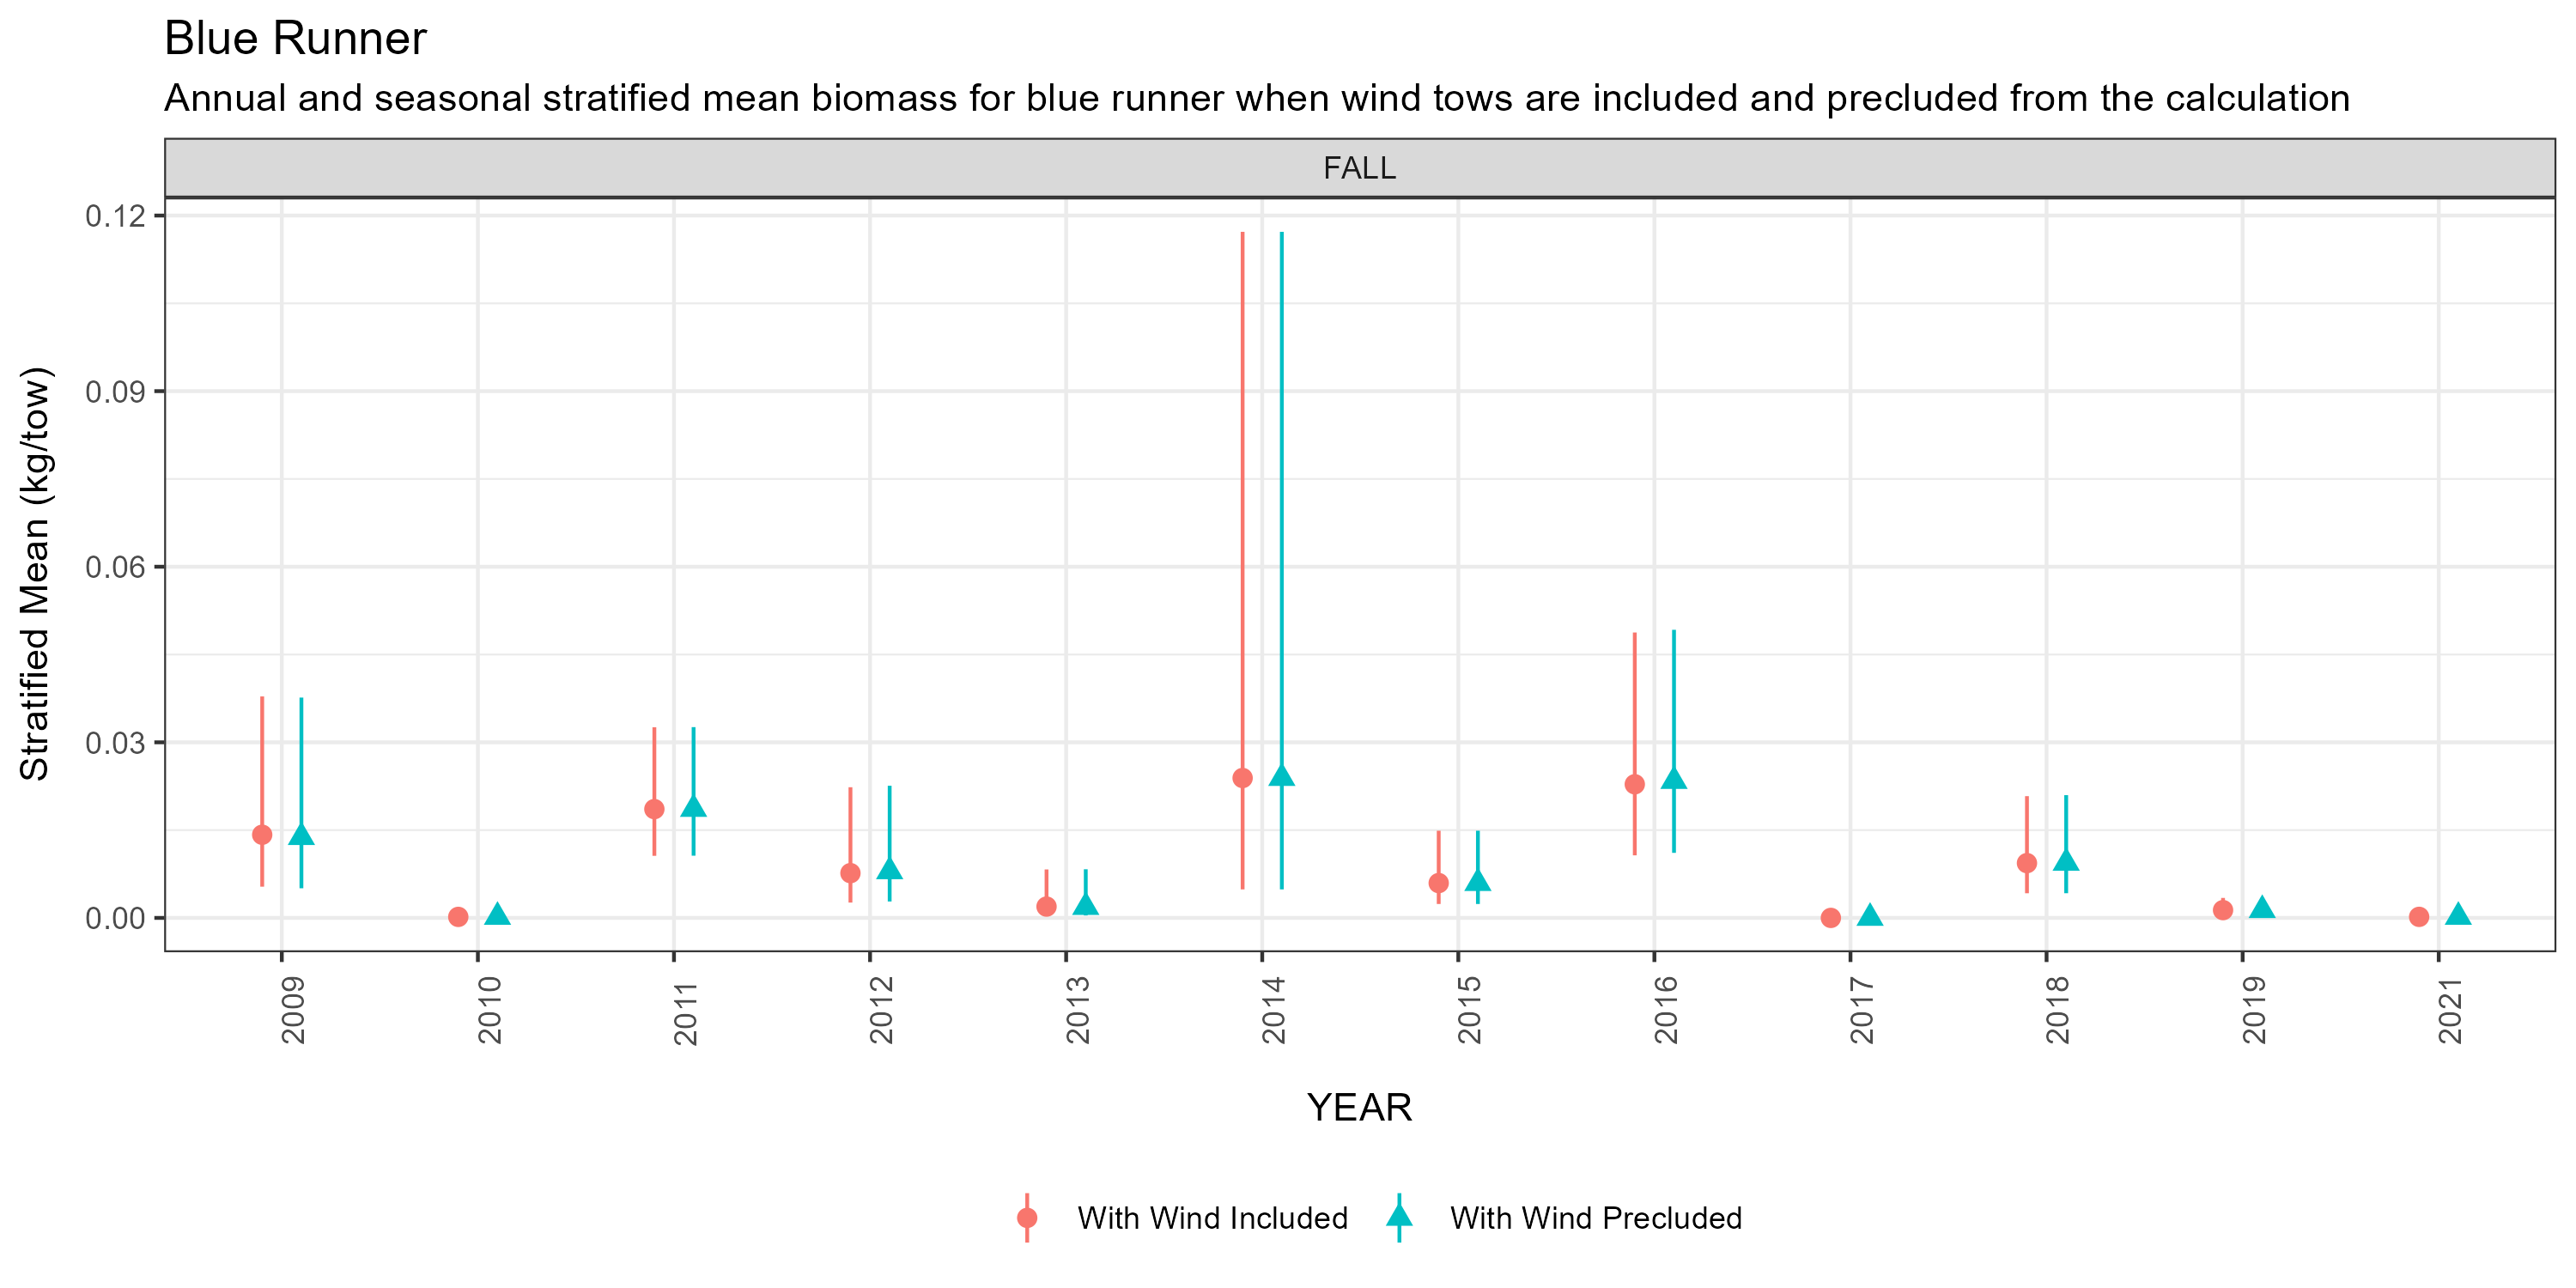 Blue Runner
Annual and seasonal stratified mean biomass for blue runner when wind tows are included and precluded from the calculation
FALL
Stratified Mean (kg/tow)
0.12
0.09
0.06
0.03
0.00
2009 2010 2011 2012 2013 2014 2015 2016 2017 2018 2019 2021
YEAR
With Wind Included With Wind Precluded